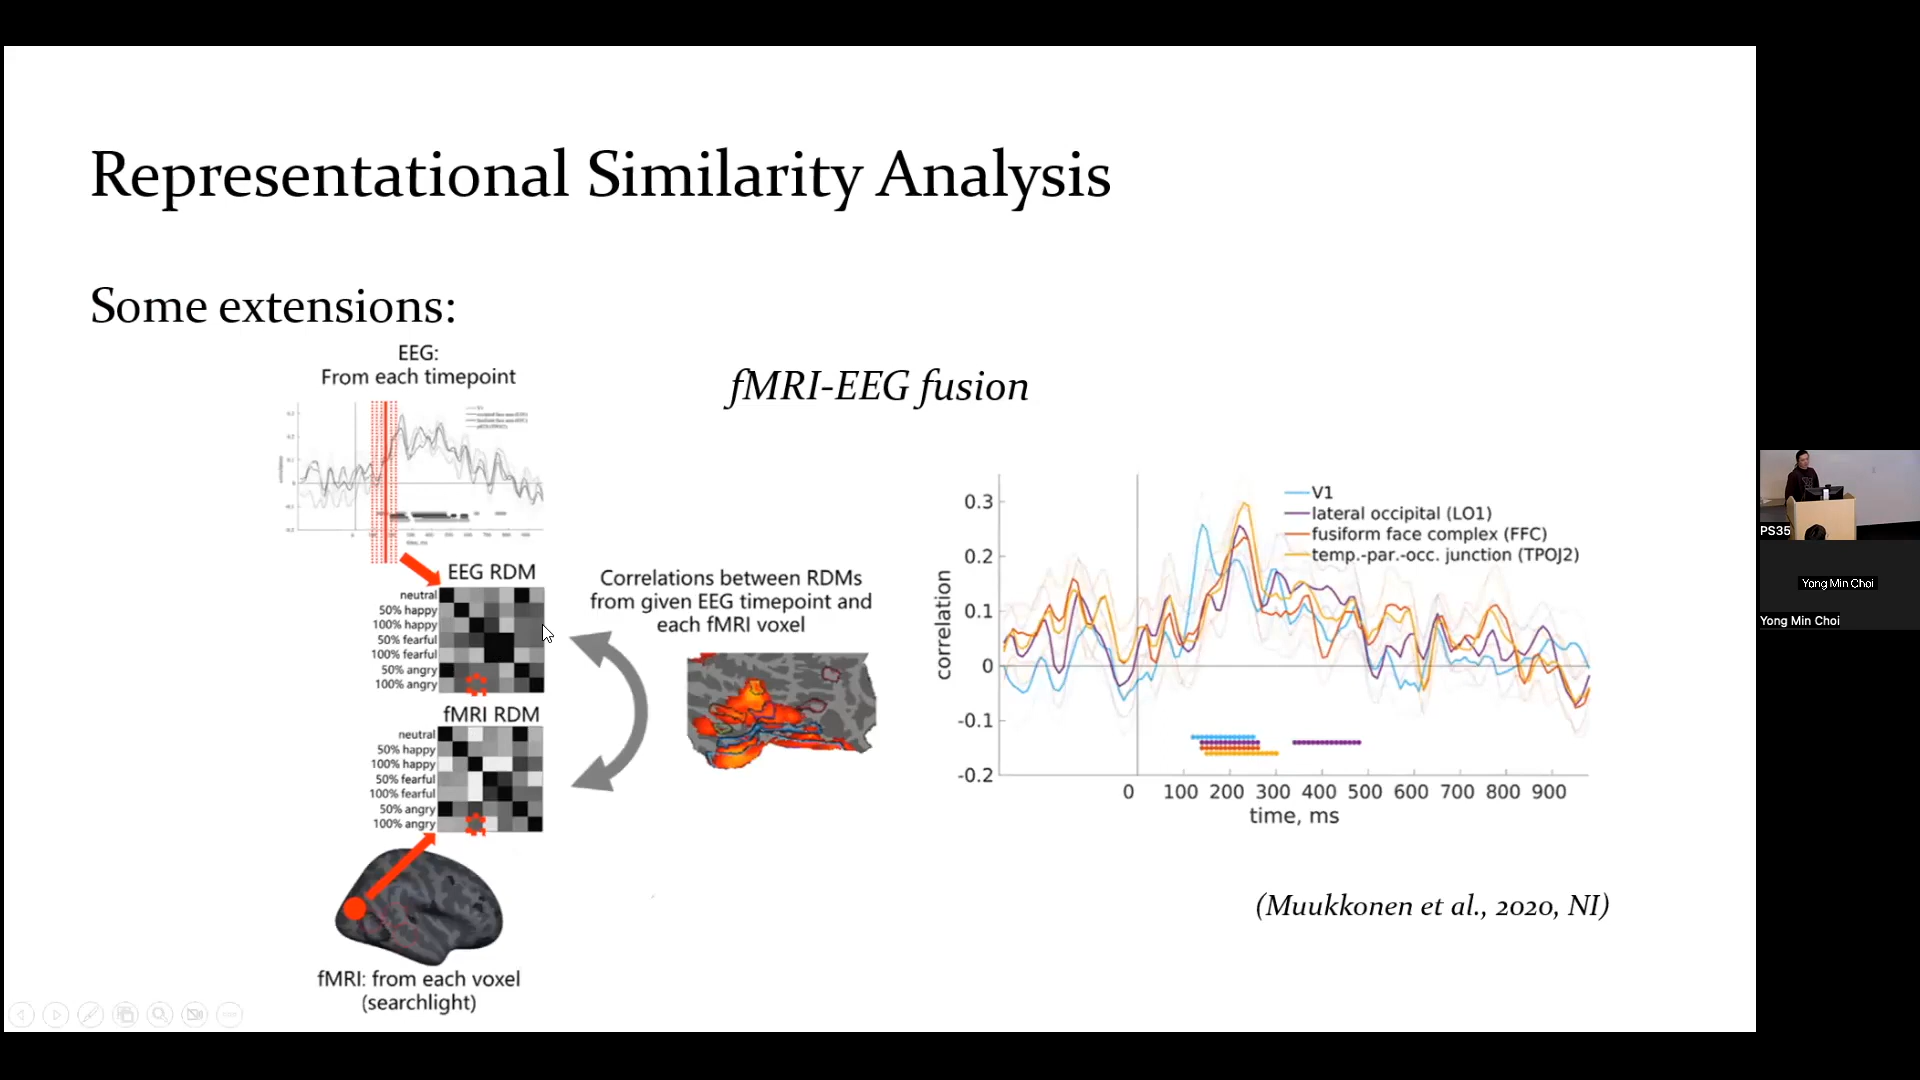 Representational Similarity Analysis
Some extensions:
EEG:
From each timepoint
fMRI-EEG fusion
EEG RDM
neutral
50% happy
100% happy
50% fearful
100% fearful
50% angry
100% angry
fMRI RDM
neutral
50% happy
100% happy
50% fearful
100% fearful
50% angry
100% angry
fMRI: from each voxel
(searchlight)
Correlations between RDMs
from given EEG timepoint and
each fMRI voxel
V1
lateral occipital (LO1)
fusiform face complex (FFC)
temp.-par.-occ. junction (TPOJ2)
correlation
0.3
0.2
0.1
0
-0.1
-0.2
0 100 200 300 400 500 600 700 800 900
time, ms
(Muukkonen et al., 2020, NI)
PS35
Yong Min Choi
Yong Min Choi